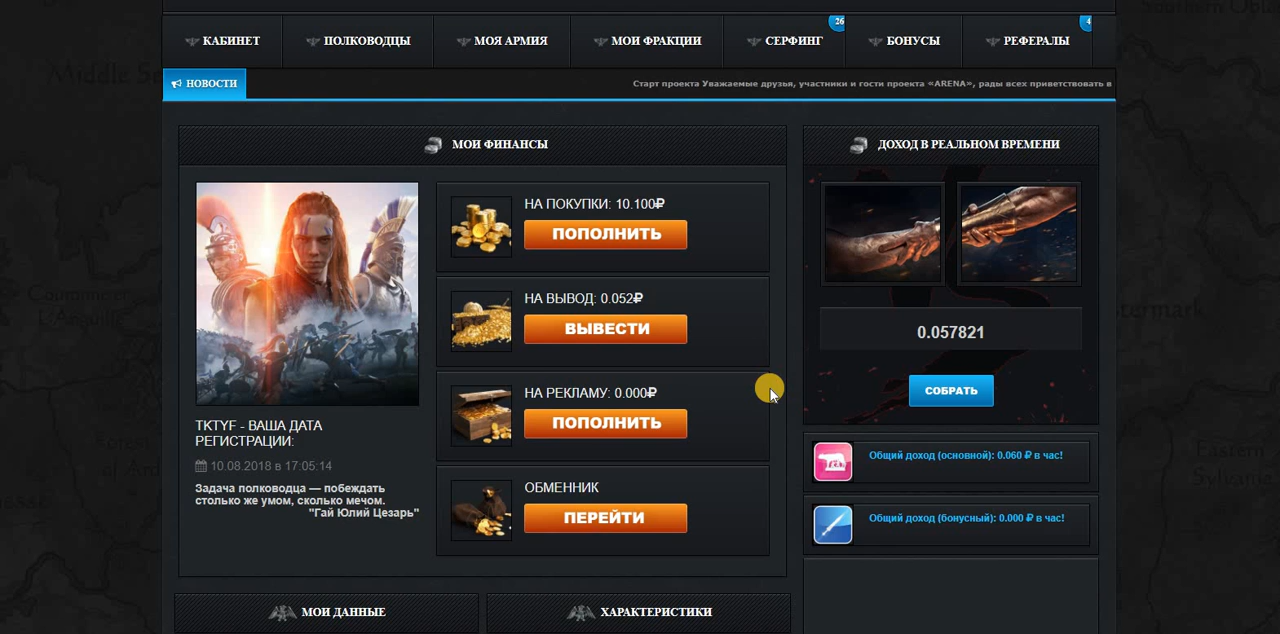 КАБИНЕТ
ПОЛКОВОДЦЫ
МОЯ АРМИЯ
МОИ ФРАКЦИИ
СЕРФИНГ
26
БОНУСЫ
РЕФЕРАЛЫ
4
НОВОСТИ
Старт проекта Уважаемые друзья, участники и гости проекта «ARENA», рады всех приветствовать в
МОИ ФИНАНСЫ
НА ПОКУПКИ: 10.100₽
ПОПОЛНИТЬ
НА ВЫВОД: 0.052₽
ВЫВЕСТИ
НА РЕКЛАМУ: 0.000₽
ПОПОЛНИТЬ
ОБМЕННИК
ПЕРЕЙТИ
TKTYF - ВАША ДАТА
РЕГИСТРАЦИИ:
10.08.2018 в 17:05:14
Задача полководца — побеждать
столько же умом, сколько мечом.
"Гай Юлий Цезарь"
ДОХОД В РЕАЛЬНОМ ВРЕМЕНИ
0.057821
СОБРАТЬ
Общий доход (основной): 0.060 ₽ в час!
Общий доход (бонусный): 0.000 ₽ в час!
МОИ ДАННЫЕ
ХАРАКТЕРИСТИКИ